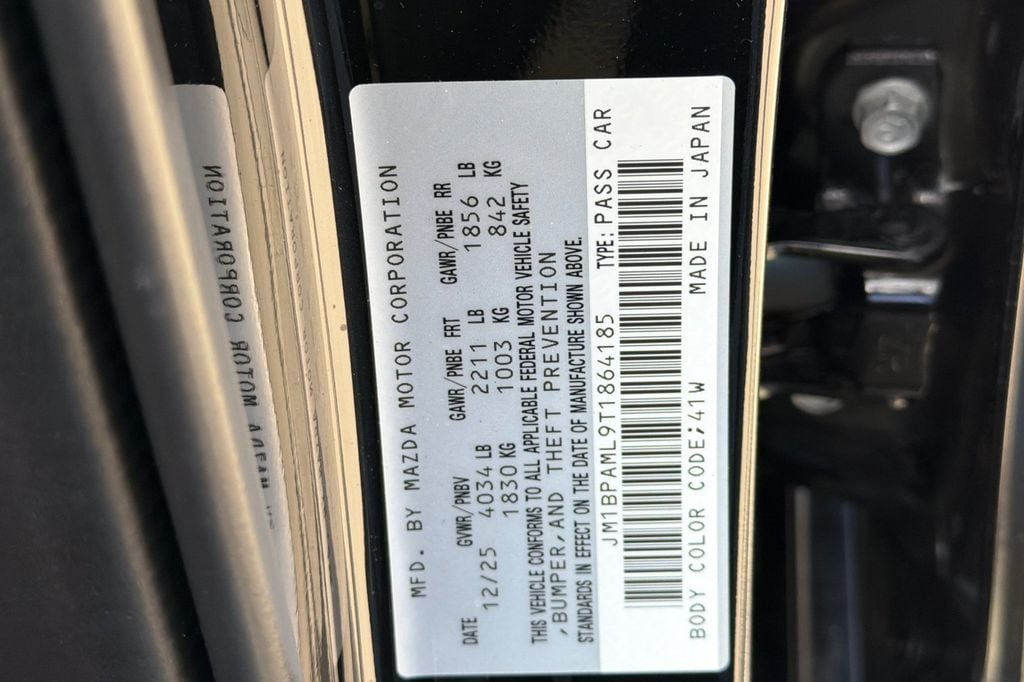 MFD. BY MAZDA MOTOR CORPORATION
DATE GVWR/PNBV GAWR/PNBE FRT GAWR/PNBE RR
12/25 4034 LB 2211 LB 1856 LB
1830 KG 1003 KG 842 KG
THIS VEHICLE CONFORMS TO ALL APPLICABLE FEDERAL MOTOR VEHICLE SAFETY
,BUMPER,AND THEFT PREVENTION
STANDARDS IN EFFECT ON THE DATE OF MANUFACTURE SHOWN ABOVE.
JM1BPAML9T1864185 TYPE: PASS CAR
BODY COLOR CODE;41W MADE IN JAPAN
MAZDA MOTOR CORPORATION